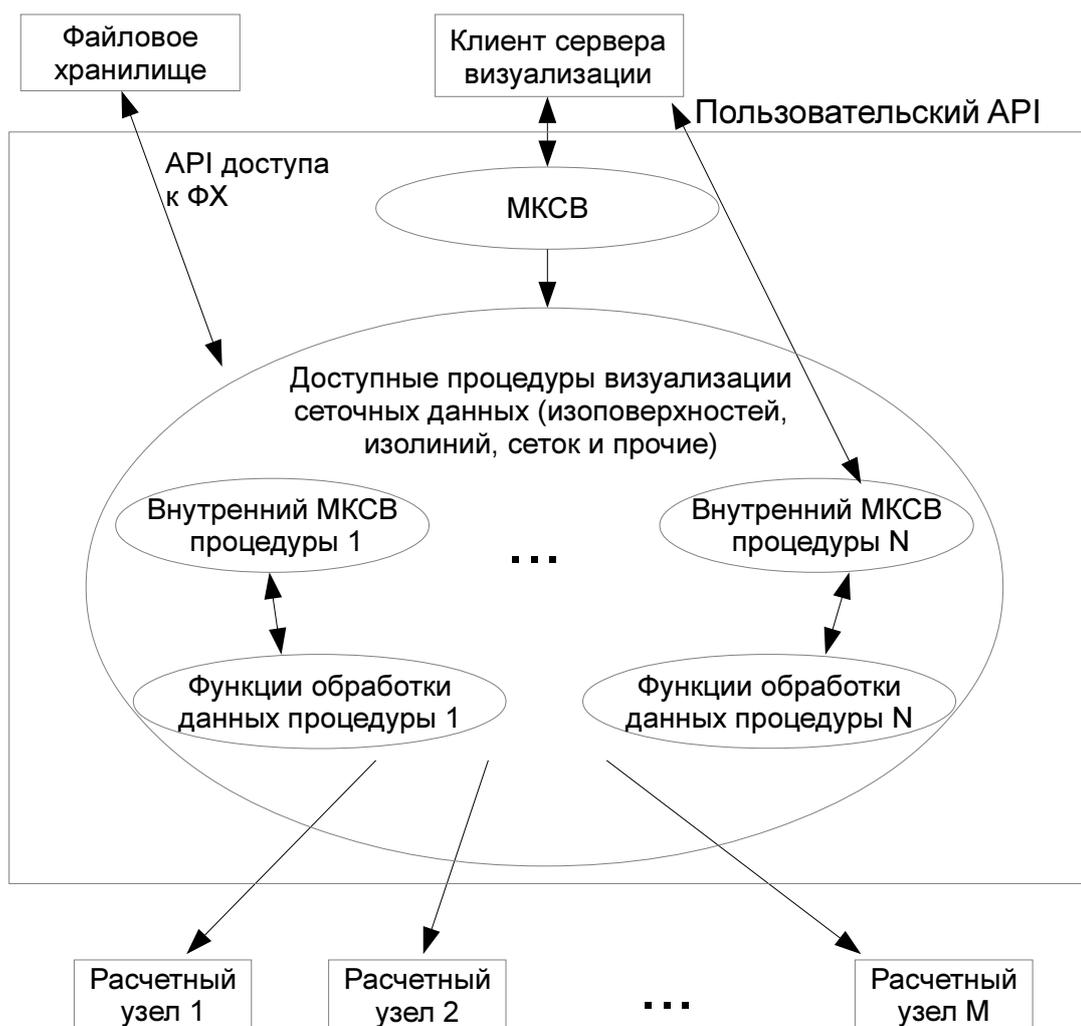 Файловое
хранилище
Клиент сервера
визуализации
Пользовательский API
API доступа
к ФХ
МКСВ
Доступные процедуры визуализации
сеточных данных (изоповерхностей,
изолиний, сеток и прочие)
Внутренний МКСВ
процедуры 1
...
Внутренний МКСВ
процедуры N
Функции обработки
данных процедуры 1
Функции обработки
данных процедуры N
Расчетный
узел 1
Расчетный
узел 2
...
Расчетный
узел M